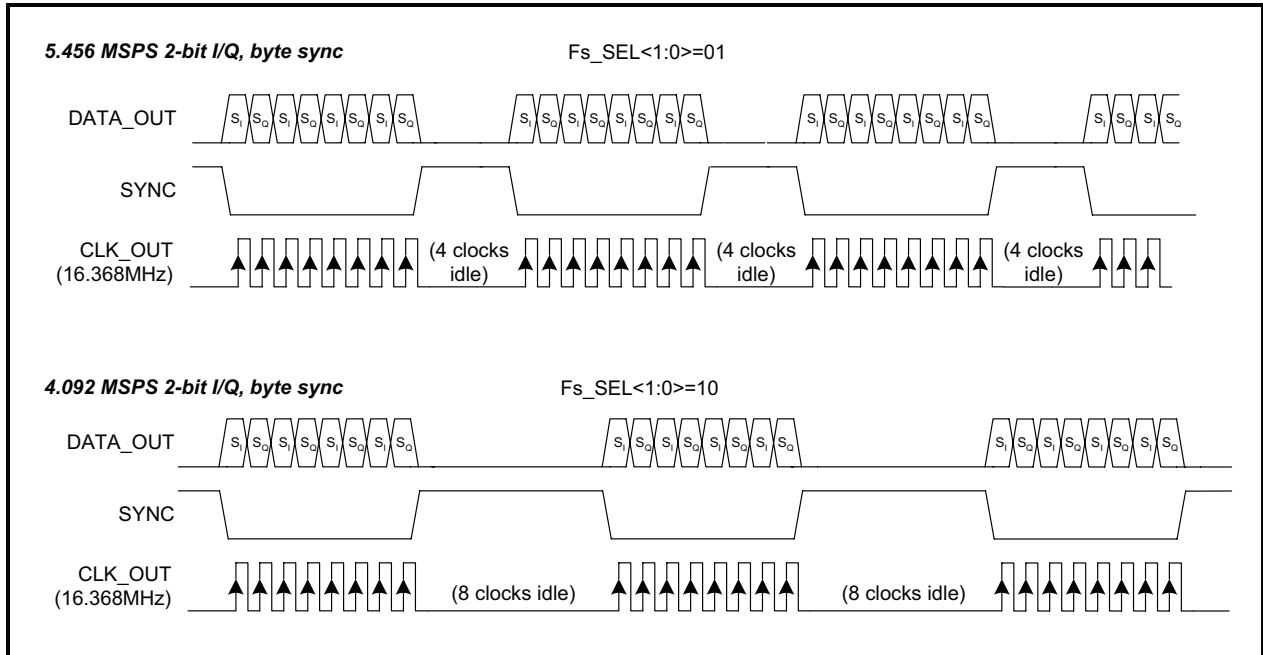 5.456 MSPS 2-bit I/Q, byte sync Fs_SEL<1:0>=01
DATA_OUT SI SQ SI SQ SI SQ SI SQ SI SQ SI SQ SI SQ SI SQ SI SQ SI SQ SI SQ SI SQ SI SQ SI SQ
SYNC
CLK_OUT (4 clocks (4 clocks (4 clocks
(16.368MHz) idle) idle) idle)
4.092 MSPS 2-bit I/Q, byte sync Fs_SEL<1:0>=10
DATA_OUT SI SQ SI SQ SI SQ SI SQ SI SQ SI SQ SI SQ SI SQ SI SQ SI SQ SI SQ SI SQ
SYNC
CLK_OUT
(16.368MHz) (8 clocks idle) (8 clocks idle)